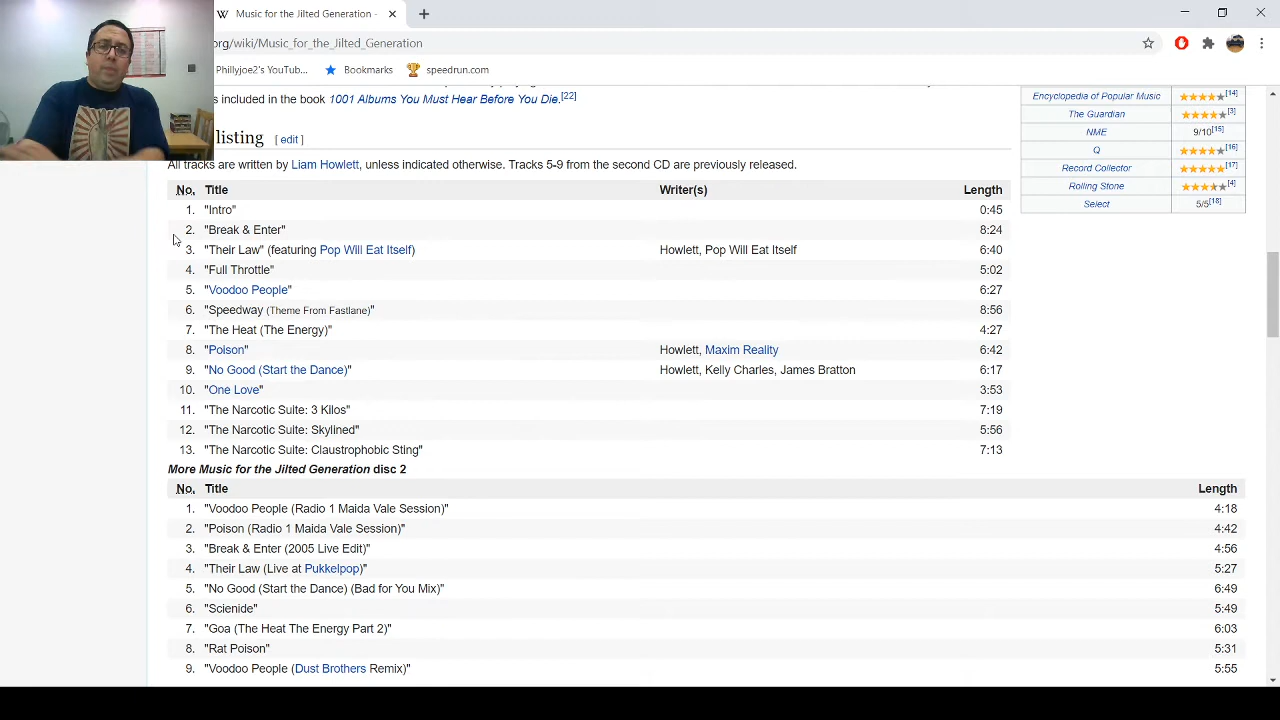 Music for the Jilted Generation -
org/wiki/Music_for_the_Jilted_Generation
Phillyjoe2's YouTub... Bookmarks speedrun.com
s included in the book 1001 Albums You Must Hear Before You Die.[22]
Encyclopedia of Popular Music [14]
The Guardian [3]
NME 9/10[15]
Q [16]
Record Collector [17]
Rolling Stone [4]
Select 5/5[18]
listing [ edit ]
All tracks are written by Liam Howlett, unless indicated otherwise. Tracks 5-9 from the second CD are previously released.
No. Title Writer(s) Length
1. "Intro" 0:45
2. "Break & Enter" 8:24
3. "Their Law" (featuring Pop Will Eat Itself) Howlett, Pop Will Eat Itself 6:40
4. "Full Throttle" 5:02
5. "Voodoo People" 6:27
6. "Speedway (Theme From Fastlane)" 8:56
7. "The Heat (The Energy)" 4:27
8. "Poison" Howlett, Maxim Reality 6:42
9. "No Good (Start the Dance)" Howlett, Kelly Charles, James Bratton 6:17
10. "One Love" 3:53
11. "The Narcotic Suite: 3 Kilos" 7:19
12. "The Narcotic Suite: Skylined" 5:56
13. "The Narcotic Suite: Claustrophobic Sting" 7:13
More Music for the Jilted Generation disc 2
No. Title Length
1. "Voodoo People (Radio 1 Maida Vale Session)" 4:18
2. "Poison (Radio 1 Maida Vale Session)" 4:42
3. "Break & Enter (2005 Live Edit)" 4:56
4. "Their Law (Live at Pukkelpop)" 5:27
5. "No Good (Start the Dance) (Bad for You Mix)" 6:49
6. "Scienide" 5:49
7. "Goa (The Heat The Energy Part 2)" 6:03
8. "Rat Poison" 5:31
9. "Voodoo People (Dust Brothers Remix)" 5:55